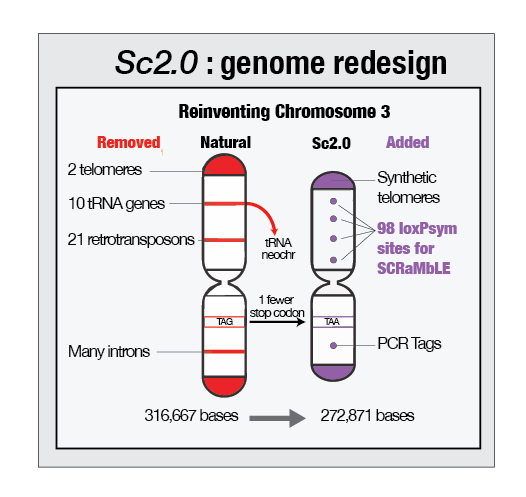 Sc2.0 : genome redesign
Reinventing Chromosome 3
Removed Natural Sc2.0 Added
2 telomeres
Synthetic
telomeres
10 tRNA genes
98 loxPsym
sites for
SCRaMbLE
21 retrotransposons
tRNA
neochr
1 fewer
stop codon
TAG
TAA
Many introns
PCR Tags
316,667 bases
272,871 bases